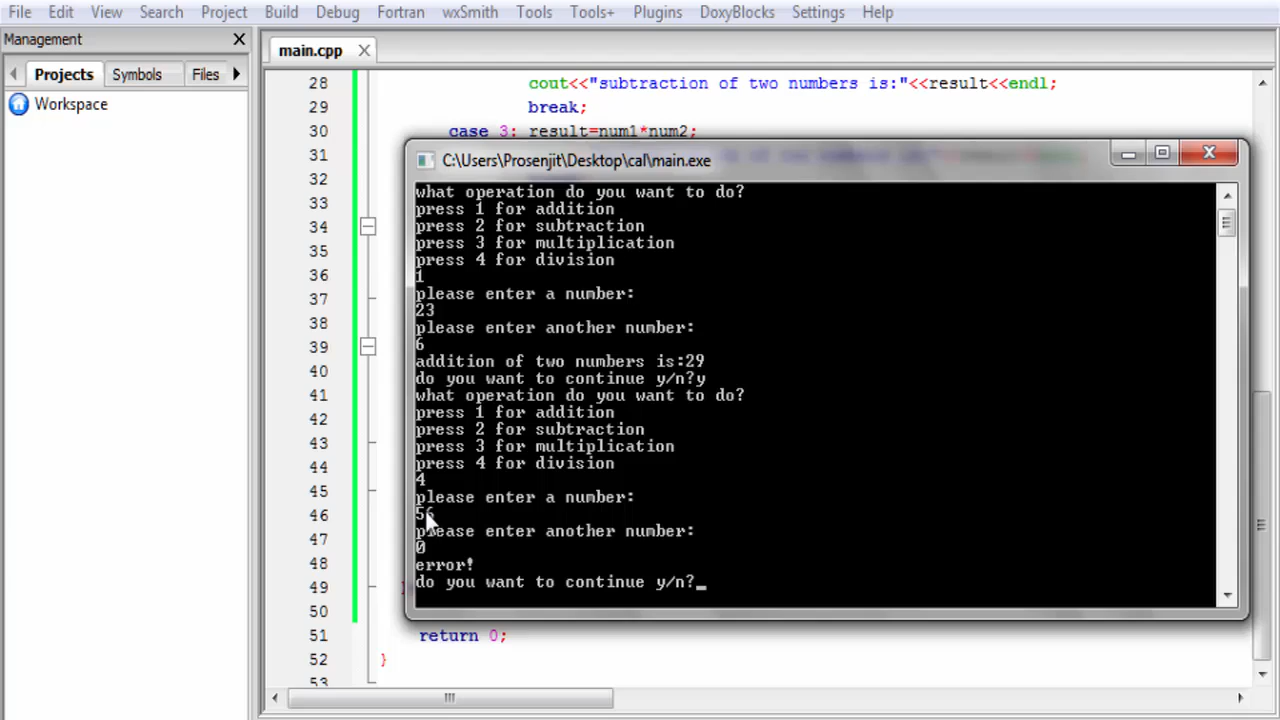 File Edit View Search Project Build Debug Fortran wxSmith Tools Tools+ Plugins DoxyBlocks Settings Help
Management
main.cpp
Projects Symbols Files
Workspace
28 cout<<"subtraction of two numbers is:"<<result<<endl;
29 break;
30 case 3: result=num1*num2;
31
32
33
34
35
36
37
38
39
40
41
42
43
44
45
46
47
48
49
50
51 return 0;
52 }
53
C:\Users\Prosenjit\Desktop\cal\main.exe
what operation do you want to do?
press 1 for addition
press 2 for subtraction
press 3 for multiplication
press 4 for division
1
please enter a number:
23
please enter another number:
6
addition of two numbers is:29
do you want to continue y/n?y
what operation do you want to do?
press 1 for addition
press 2 for subtraction
press 3 for multiplication
press 4 for division
4
please enter a number:
56
please enter another number:
0
error!
do you want to continue y/n?_